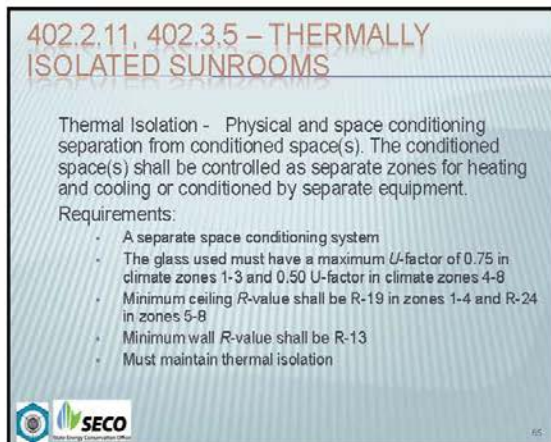 402.2.11, 402.3.5 – THERMALLY
ISOLATED SUNROOMS
Thermal Isolation - Physical and space conditioning
separation from conditioned space(s). The conditioned
space(s) shall be controlled as separate zones for heating
and cooling or conditioned by separate equipment.
Requirements:
• A separate space conditioning system
• The glass used must have a maximum U-factor of 0.75 in
climate zones 1-3 and 0.50 U-factor in climate zones 4-8
• Minimum ceiling R-value shall be R-19 in zones 1-4 and R-24
in zones 5-8
• Minimum wall R-value shall be R-13
• Must maintain thermal isolation
SECO
State Energy Conservation Office
65